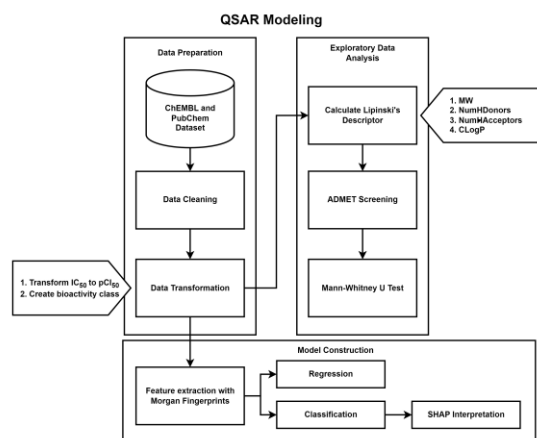 QSAR Modeling
Data Preparation
ChEMBL and
PubChem
Dataset
Data Cleaning
1. Transform IC50 to pCI50
2. Create bioactivity class
Data Transformation
Exploratory Data
Analysis
Calculate Lipinski's
Descriptor
1. MW
2. NumHDonors
3. NumHAcceptors
4. CLogP
ADMET Screening
Mann-Whitney U Test
Model Construction
Feature extraction with
Morgan Fingerprints
Regression
Classification
SHAP Interpretation